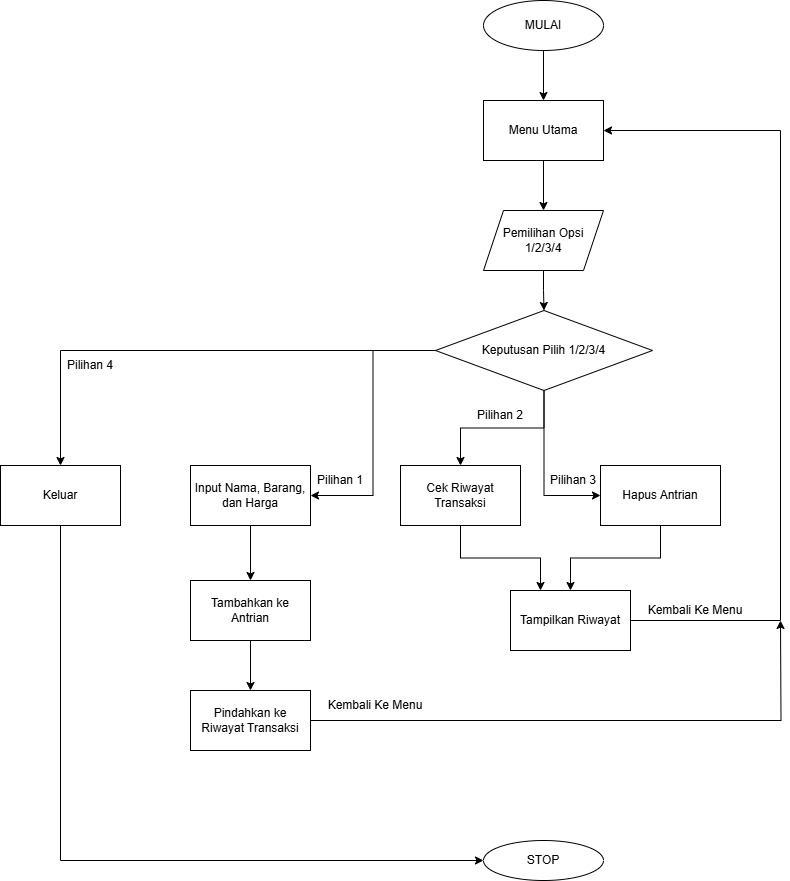 MULAI
Menu Utama
Pemilihan Opsi
1/2/3/4
Keputusan Pilih 1/2/3/4
Pilihan 4
Pilihan 2
Pilihan 1
Pilihan 3
Keluar
Input Nama, Barang,
dan Harga
Cek Riwayat
Transaksi
Hapus Antrian
Tambahkan ke
Antrian
Tampilkan Riwayat
Kembali Ke Menu
Pindahkan ke
Riwayat Transaksi
Kembali Ke Menu
STOP